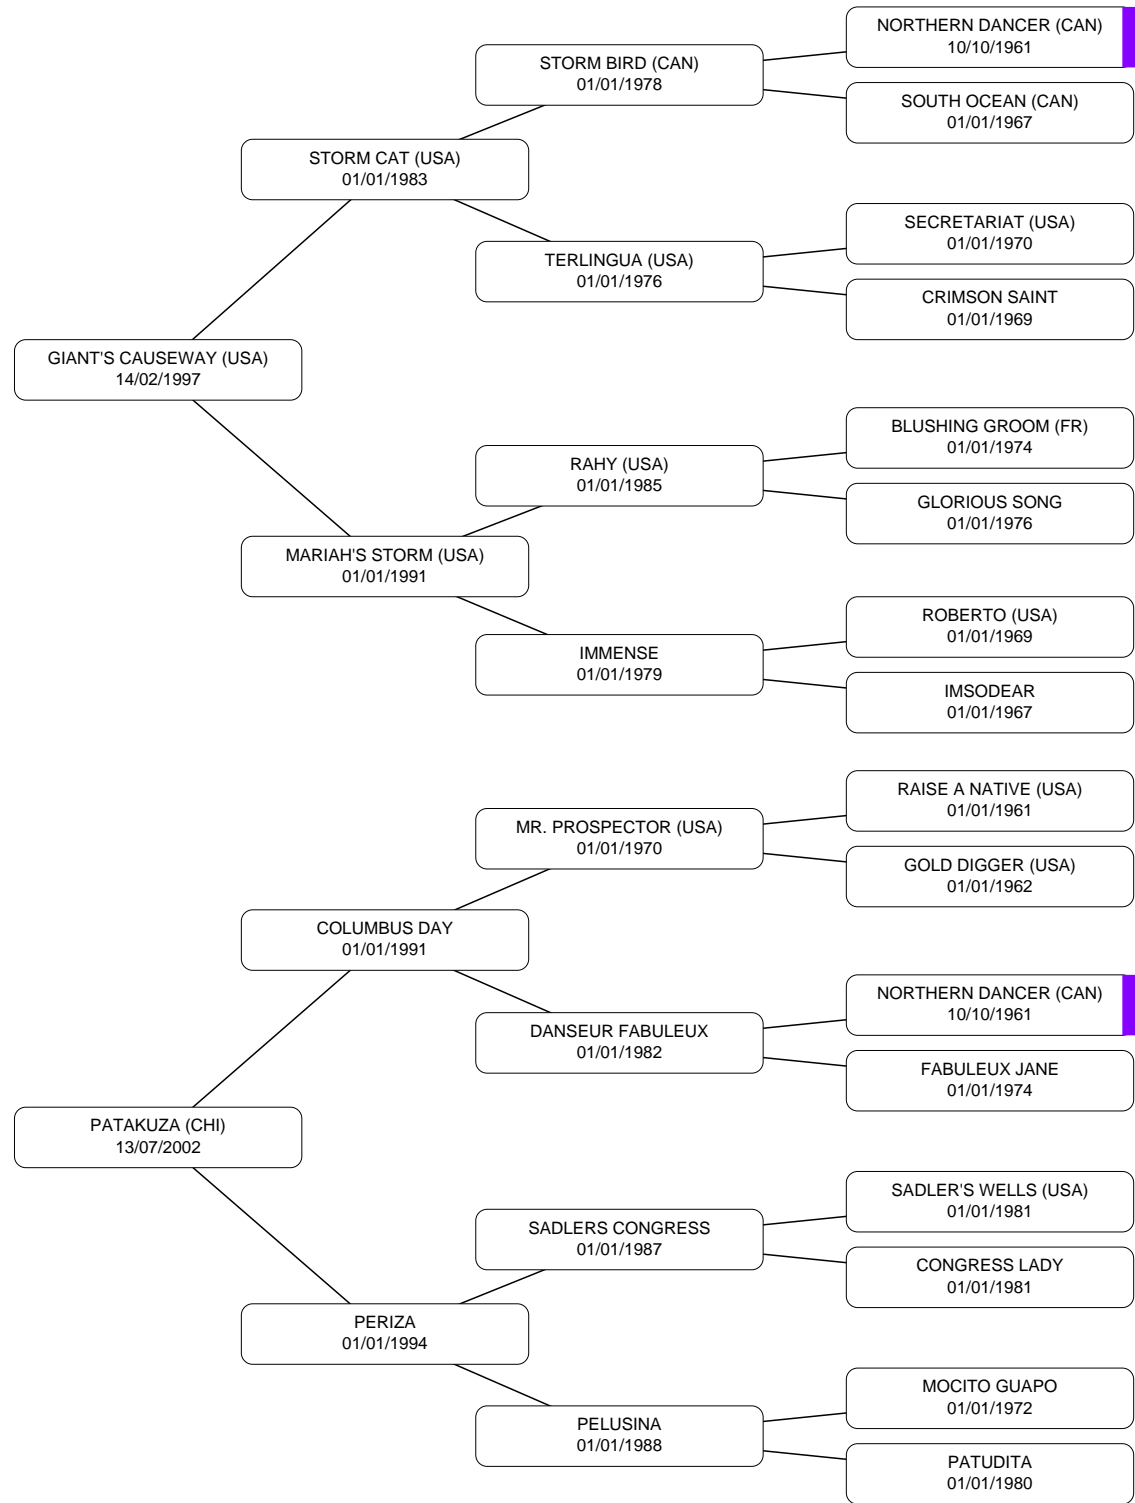 NORTHERN DANCER (CAN)
10/10/1961
STORM BIRD (CAN)
01/01/1978
SOUTH OCEAN (CAN)
01/01/1967
STORM CAT (USA)
01/01/1983
SECRETARIAT (USA)
01/01/1970
TERLINGUA (USA)
01/01/1976
CRIMSON SAINT
01/01/1969
GIANT'S CAUSEWAY (USA)
14/02/1997
BLUSHING GROOM (FR)
01/01/1974
RAHY (USA)
01/01/1985
GLORIOUS SONG
01/01/1976
MARIAH'S STORM (USA)
01/01/1991
ROBERTO (USA)
01/01/1969
IMMENSE
01/01/1979
IMSODEAR
01/01/1967
RAISE A NATIVE (USA)
01/01/1961
MR. PROSPECTOR (USA)
01/01/1970
GOLD DIGGER (USA)
01/01/1962
COLUMBUS DAY
01/01/1991
NORTHERN DANCER (CAN)
10/10/1961
DANSEUR FABULEUX
01/01/1982
FABULEUX JANE
01/01/1974
PATAKUZA (CHI)
13/07/2002
SADLER'S WELLS (USA)
01/01/1981
SADLERS CONGRESS
01/01/1987
CONGRESS LADY
01/01/1981
PERIZA
01/01/1994
MOCITO GUAPO
01/01/1972
PELUSINA
01/01/1988
PATUDITA
01/01/1980